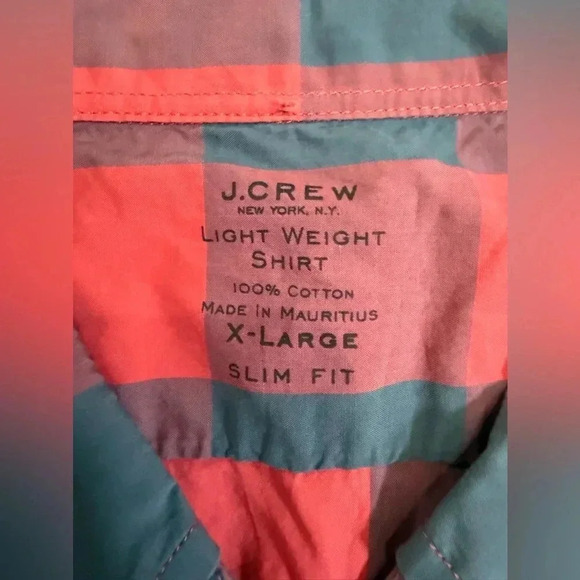 J.CREW
NEW YORK, N.Y.
LIGHT WEIGHT
SHIRT
100% COTTON
MADE IN MAURITIUS
X-LARGE
SLIM FIT